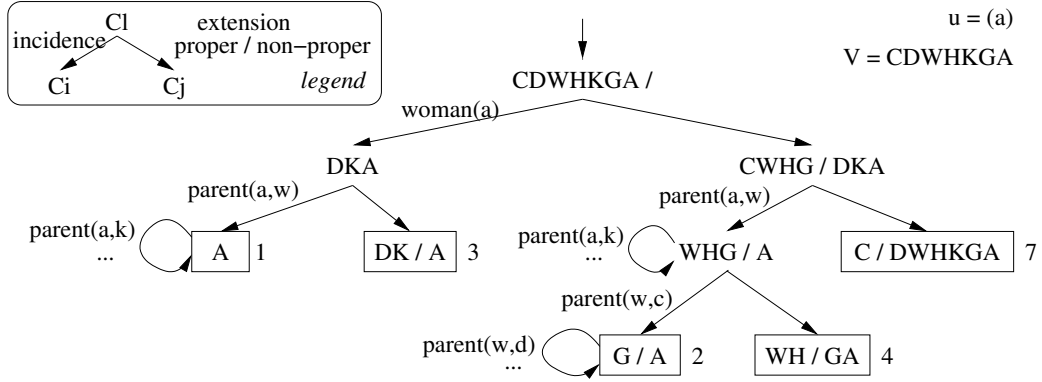 Cl
incidence
extension
proper / non–proper
Ci
Cj
legend
u = (a)
V = CDWHKGA
CDWHKGA /
woman(a)
DKA
CWHG / DKA
parent(a,w)
parent(a,w)
parent(a,k)
...
A
1
DK / A
3
parent(a,k)
...
WHG / A
C / DWHKGA
7
parent(w,c)
parent(w,d)
...
G / A
2
WH / GA
4